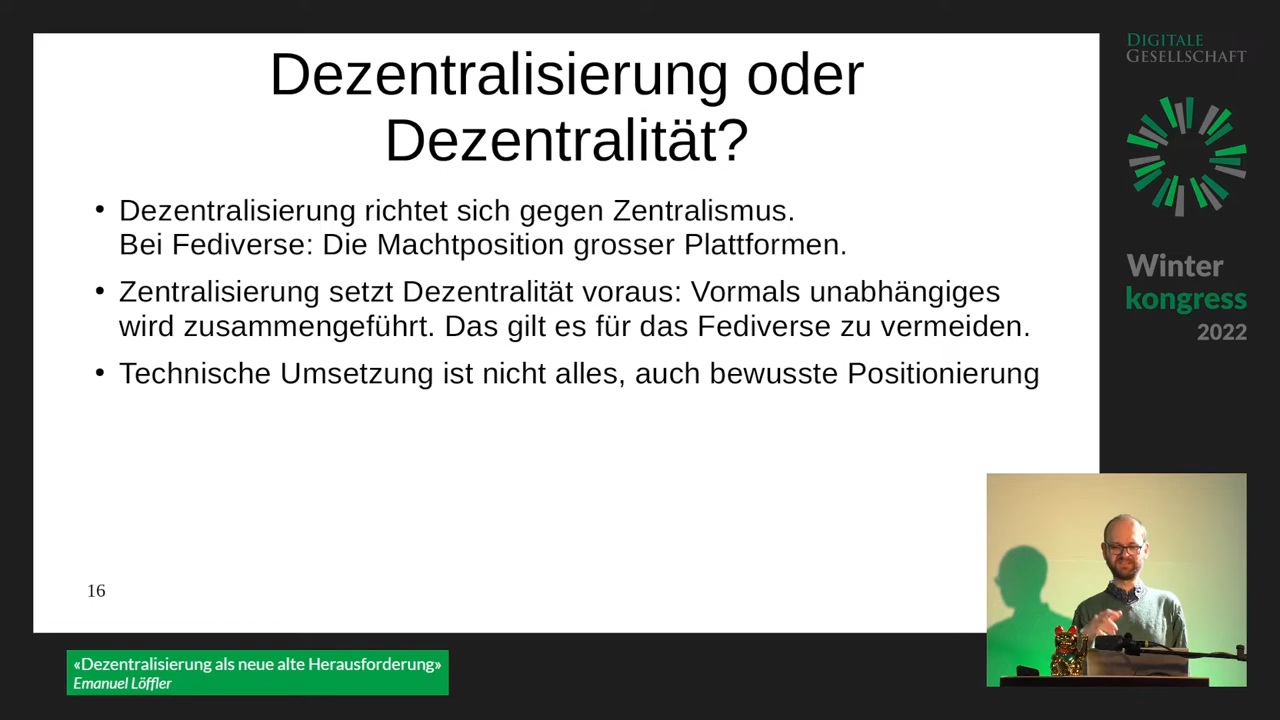 Dezentralisierung oder
Dezentralität?
• Dezentralisierung richtet sich gegen Zentralismus.
Bei Fediverse: Die Machtposition grosser Plattformen.
• Zentralisierung setzt Dezentralität voraus: Vormals unabhängiges
wird zusammengeführt. Das gilt es für das Fediverse zu vermeiden.
• Technische Umsetzung ist nicht alles, auch bewusste Positionierung
16
DIGITALE
GESELLSCHAFT
Winter
kongress
2022
«Dezentralisierung als neue alte Herausforderung»
Emanuel Löffler